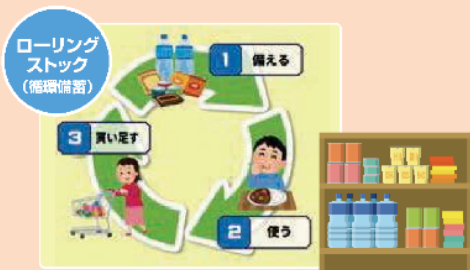 ローリング
ストック
(循環備蓄)
1 備える
2 使う
3 買い足す